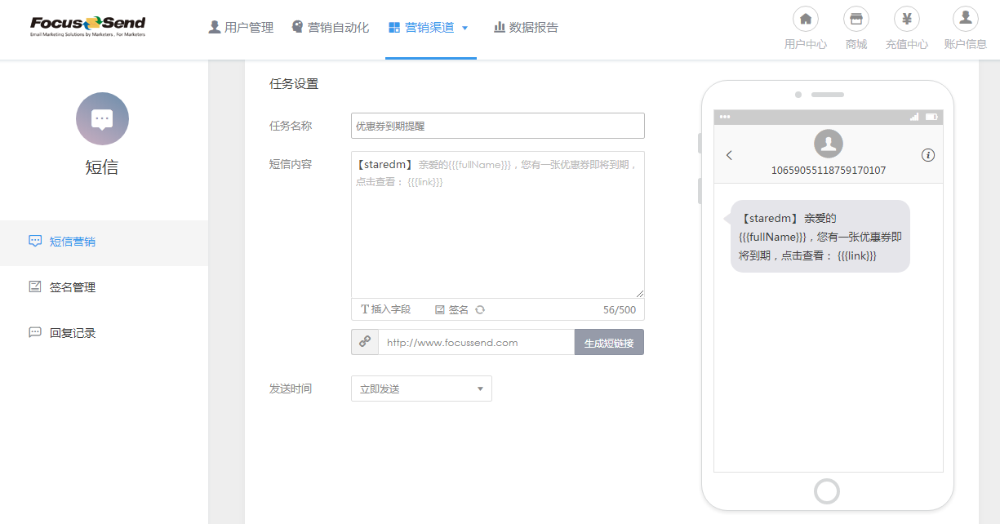 Focus Send
Email Marketing Solutions by Marketers , For Marketers
用户管理
营销自动化
营销渠道
数据报告
用户中心
商城
充值中心
账户信息
短信
短信营销
签名管理
回复记录
任务设置
任务名称
优惠券到期提醒
短信内容
【staredm】亲爱的{{{fullName}}}，您有一张优惠券即将到期，
点击查看： {{{link}}}
T插入字段
签名
56/500
http://www.focussend.com
生成短链接
发送时间
立即发送
10659055118759170107
【staredm】亲爱的
{{{fullName}}}，您有一张优惠券即
将到期，点击查看： {{{link}}}